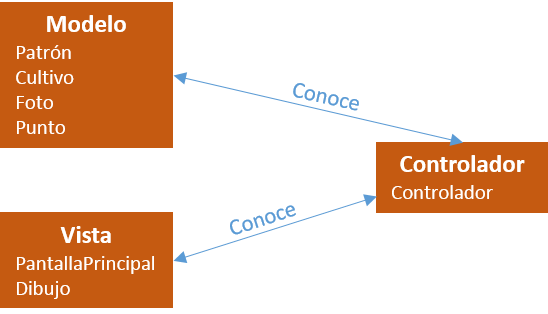 Modelo
Patrón
Cultivo
Foto
Punto
Conoce
Controlador
Controlador
Conoce
Vista
PantallaPrincipal
Dibujo